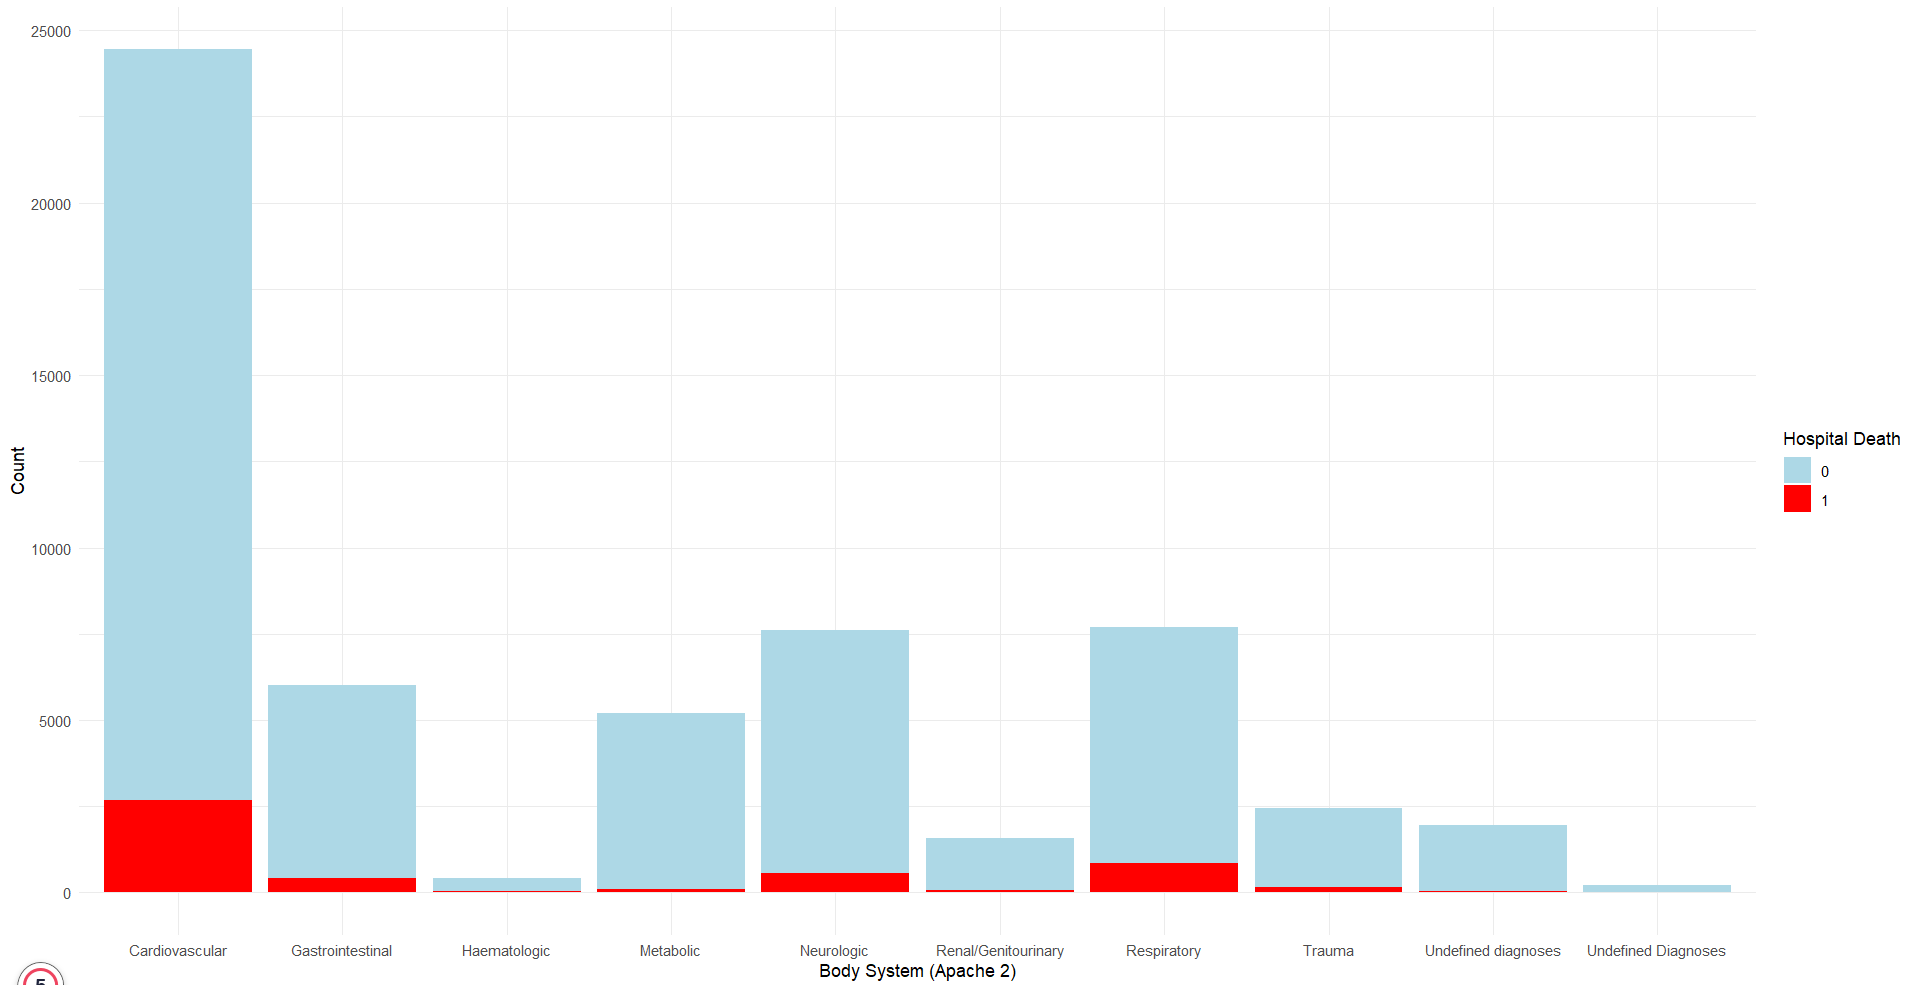 25000
20000
15000
10000
5000
0
Count
Cardiovascular
Gastrointestinal
Haematologic
Metabolic
Neurologic
Renal/Genitourinary
Respiratory
Trauma
Undefined diagnoses
Undefined Diagnoses
Body System (Apache 2)
Hospital Death
0
1